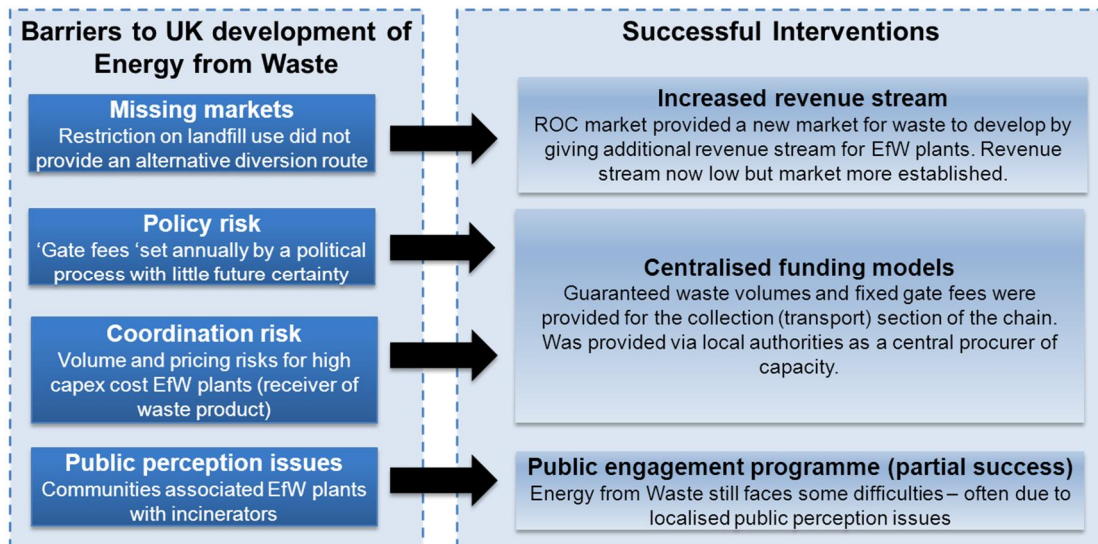 Barriers to UK development of
Energy from Waste
Missing markets
Restriction on landfill use did not
provide an alternative diversion route
Policy risk
‘Gate fees ‘set annually by a political
process with little future certainty
Coordination risk
Volume and pricing risks for high
capex cost EfW plants (receiver of
waste product)
Public perception issues
Communities associated EfW plants
with incinerators
Successful Interventions
Increased revenue stream
ROC market provided a new market for waste to develop by
giving additional revenue stream for EfW plants. Revenue
stream now low but market more established.
Centralised funding models
Guaranteed waste volumes and fixed gate fees were
provided for the collection (transport) section of the chain.
Was provided via local authorities as a central procurer of
capacity.
Public engagement programme (partial success)
Energy from Waste still faces some difficulties – often due to
localised public perception issues